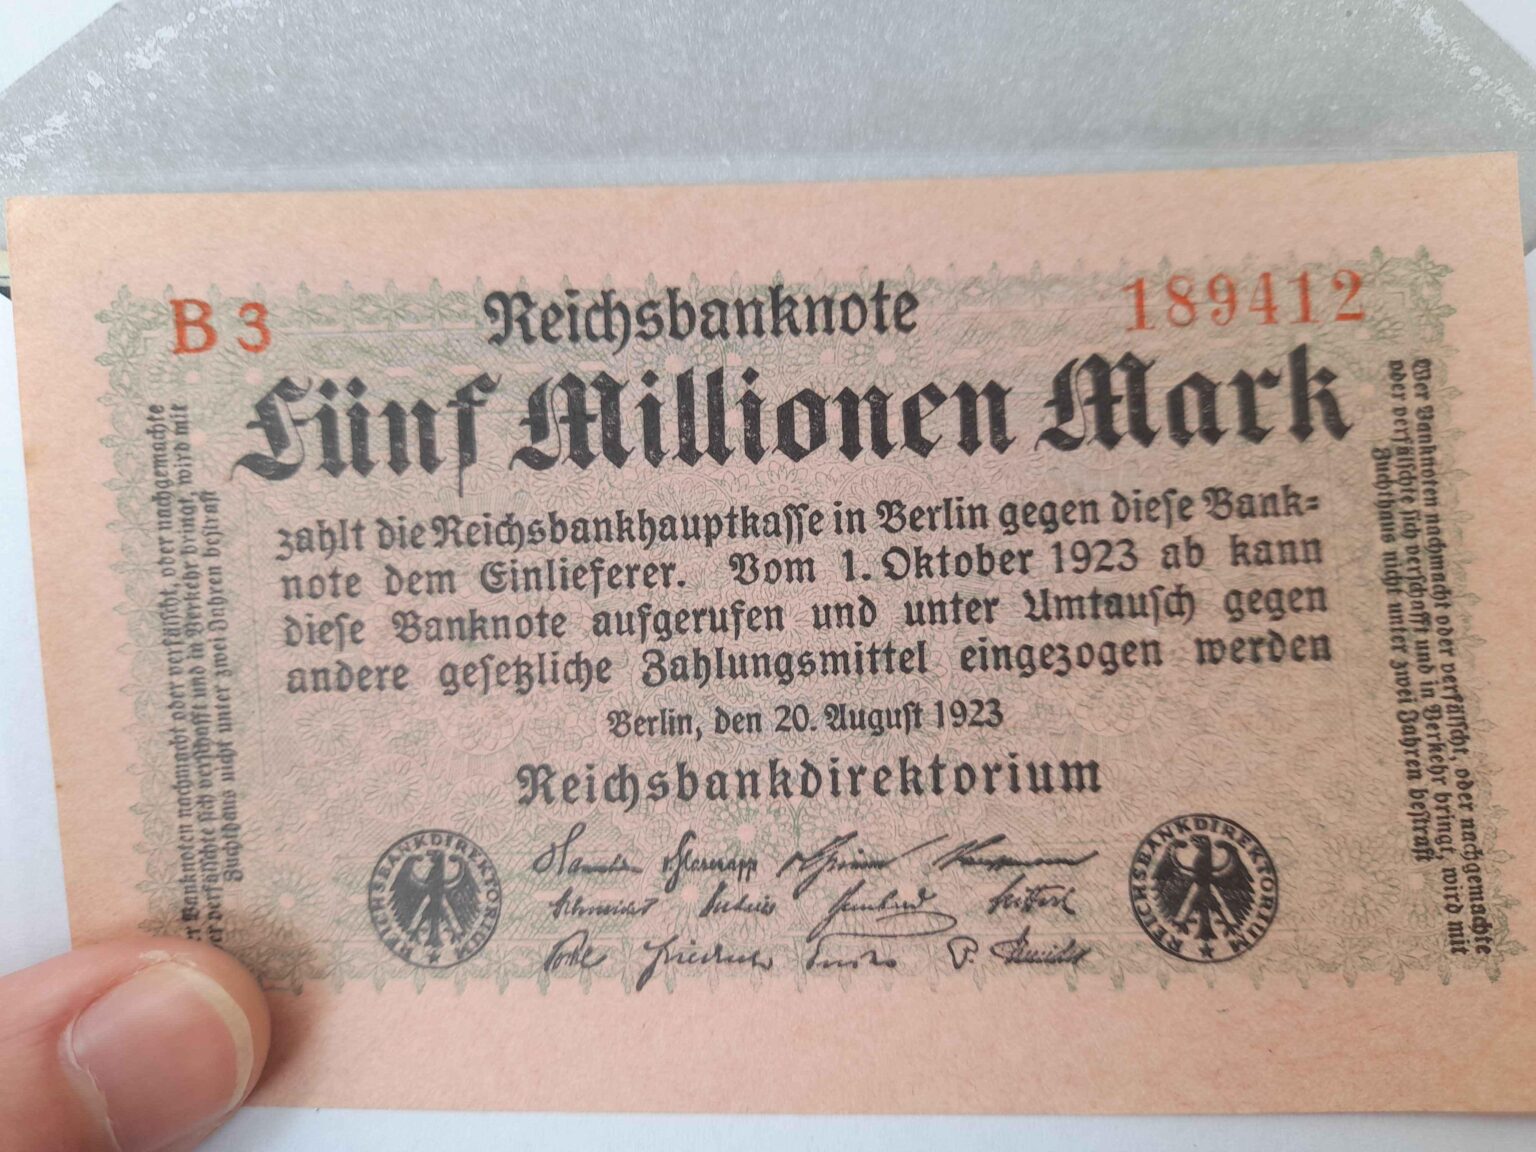 B 3
189412
Reichsbanknote
Fünf Millionen Mark
zahlt die Reichsbankhauptkasse in Berlin gegen diese Bank=
note dem Einlieferer. Vom 1. Oktober 1923 ab kann
diese Banknote aufgerufen und unter Umtausch gegen
andere gesetzliche Zahlungsmittel eingezogen werden
Berlin, den 20. August 1923
Reichsbankdirektorium
REICHSBANKDIREKTORIUM
REICHSBANKDIREKTORIUM
Banknoten nachmacht oder verfälscht, oder nachgemachte
verfälschte sich verschafft und in Verkehr bringt, wird mit
Zuchthaus nicht unter zwei Jahren bestraft
Wer Banknoten nachmacht oder verfälscht, oder nachgemachte
oder verfälschte sich verschafft und in Verkehr bringt, wird mit
Zuchthaus nicht unter zwei Jahren bestraft